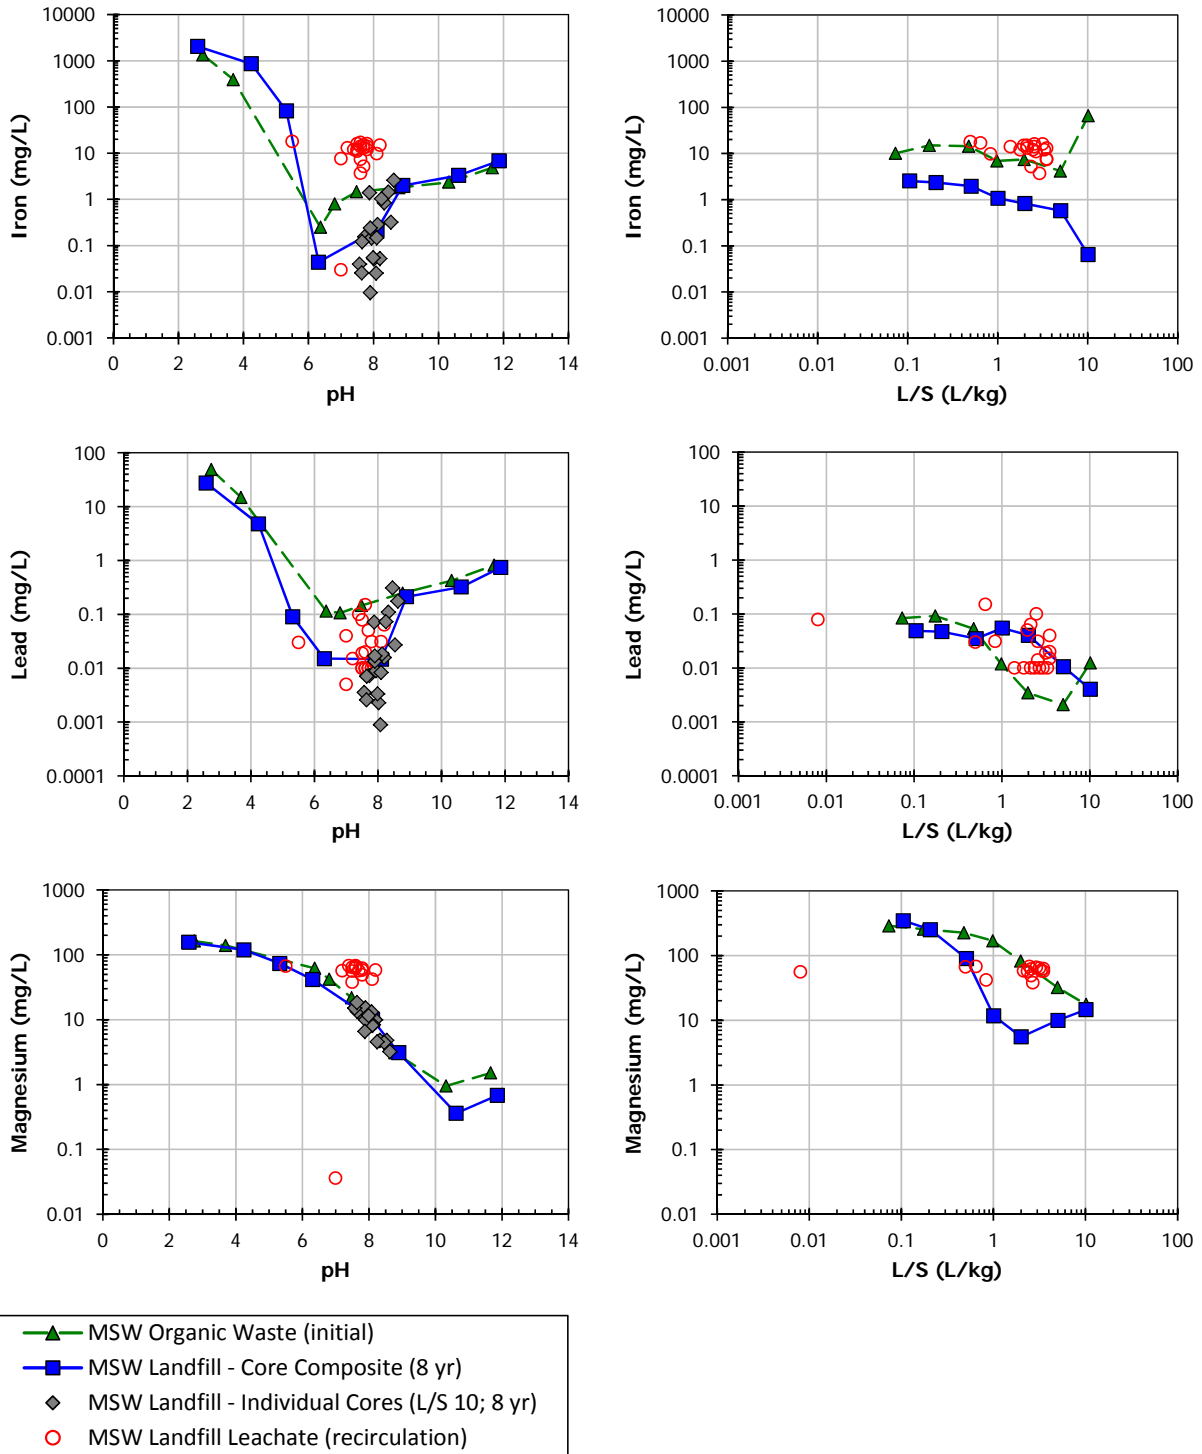 10000
1000
100
10
1
0.1
0.01
0.001
Iron (mg/L)
0 2 4 6 8 10 12 14
pH
10000
1000
100
10
1
0.1
0.01
0.001
Iron (mg/L)
0.001 0.01 0.1 1 10 100
L/S (L/kg)
100
10
1
0.1
0.01
0.001
0.0001
Lead (mg/L)
0 2 4 6 8 10 12 14
pH
100
10
1
0.1
0.01
0.001
0.0001
Lead (mg/L)
0.001 0.01 0.1 1 10 100
L/S (L/kg)
1000
100
10
1
0.1
0.01
Magnesium (mg/L)
0 2 4 6 8 10 12 14
pH
1000
100
10
1
0.1
0.01
Magnesium (mg/L)
0.001 0.01 0.1 1 10 100
L/S (L/kg)
MSW Organic Waste (initial)
MSW Landfill - Core Composite (8 yr)
MSW Landfill - Individual Cores (L/S 10; 8 yr)
MSW Landfill Leachate (recirculation)